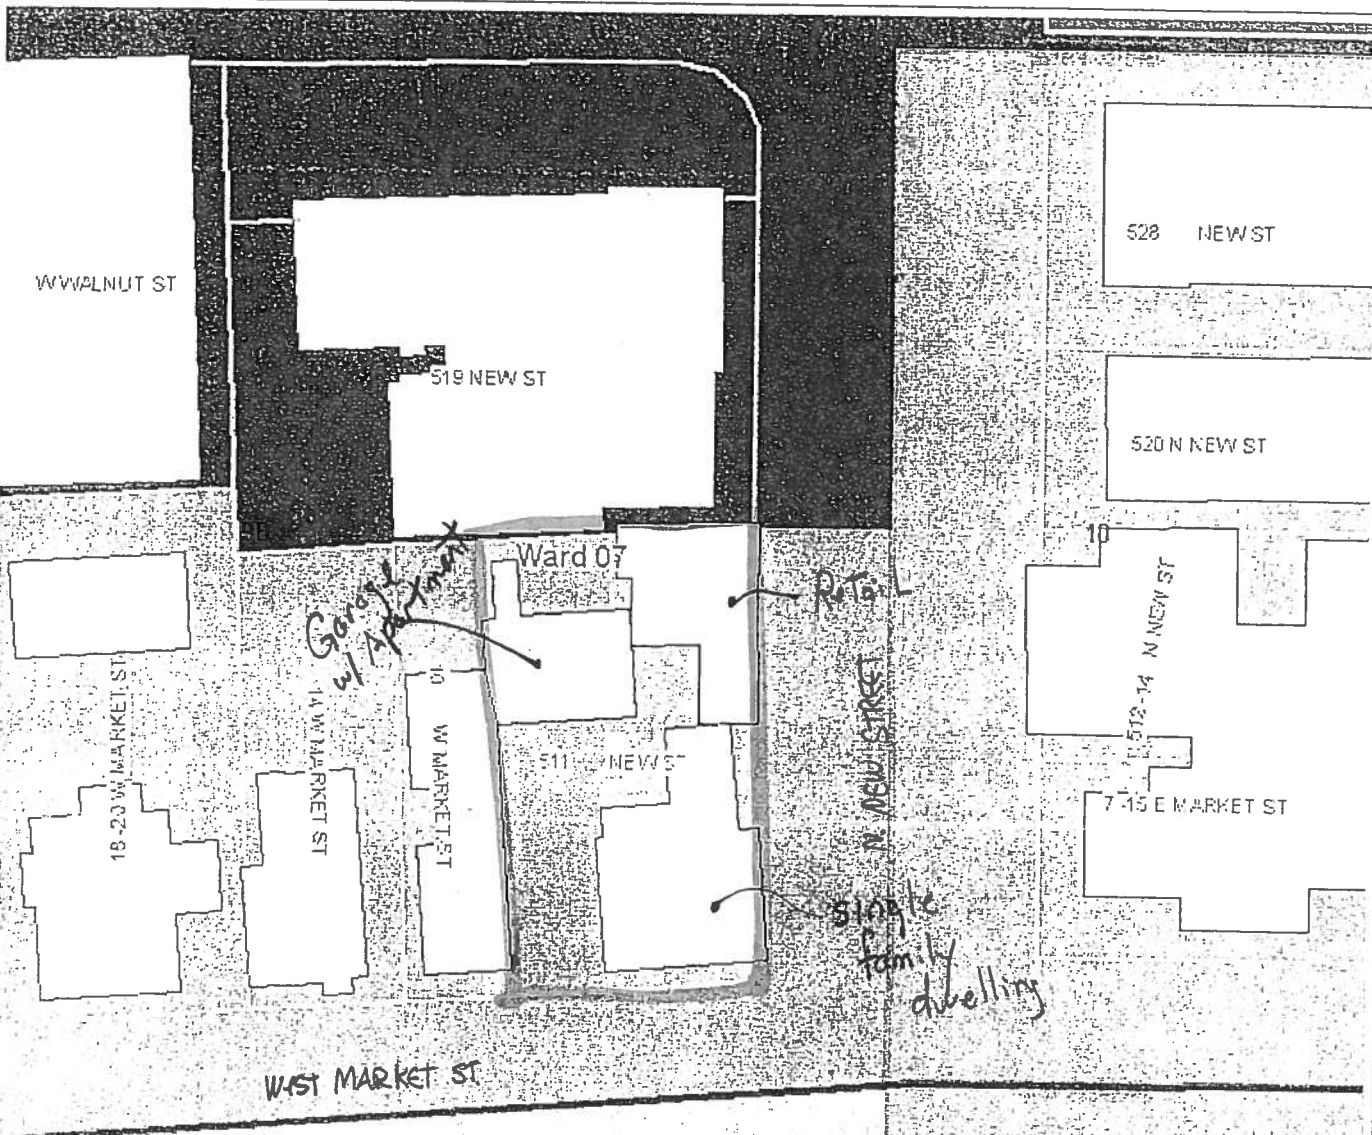 528 NEW ST
W WALNUT ST
519 NEW ST
520 N NEW ST
10
Ward 07
Garage
w/ Apartment
Retail
512-14 N NEW ST
N. NEW STREET
18-20 W MARKET ST
14 W MARKET ST
10
W MARKET ST
511
NEW ST
7-15 E MARKET ST
single
family
dwelling
WEST MARKET ST